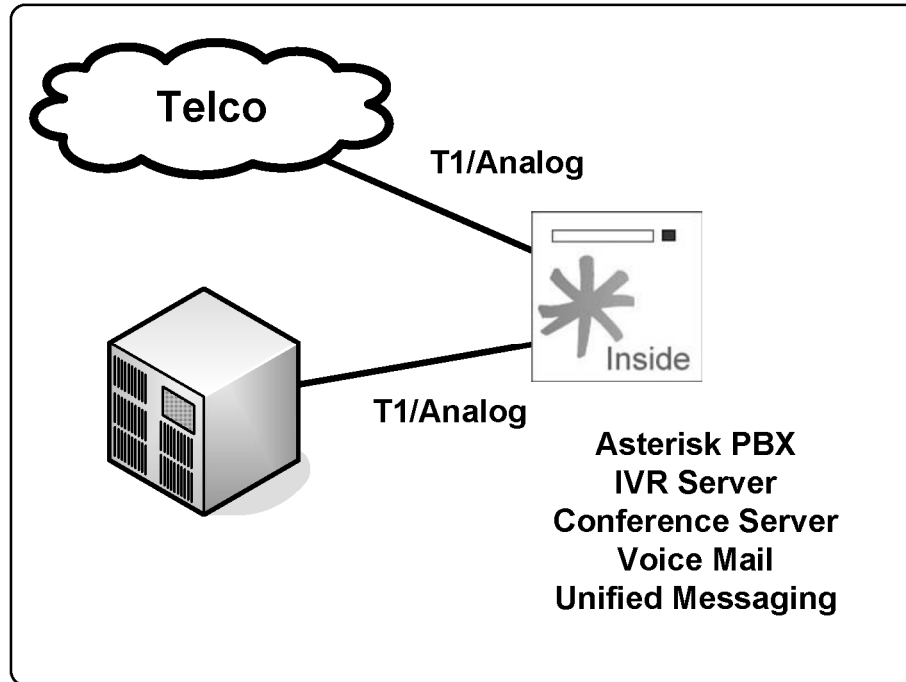 Telco
T1/Analog
Inside
T1/Analog
Asterisk PBX
IVR Server
Conference Server
Voice Mail
Unified Messaging